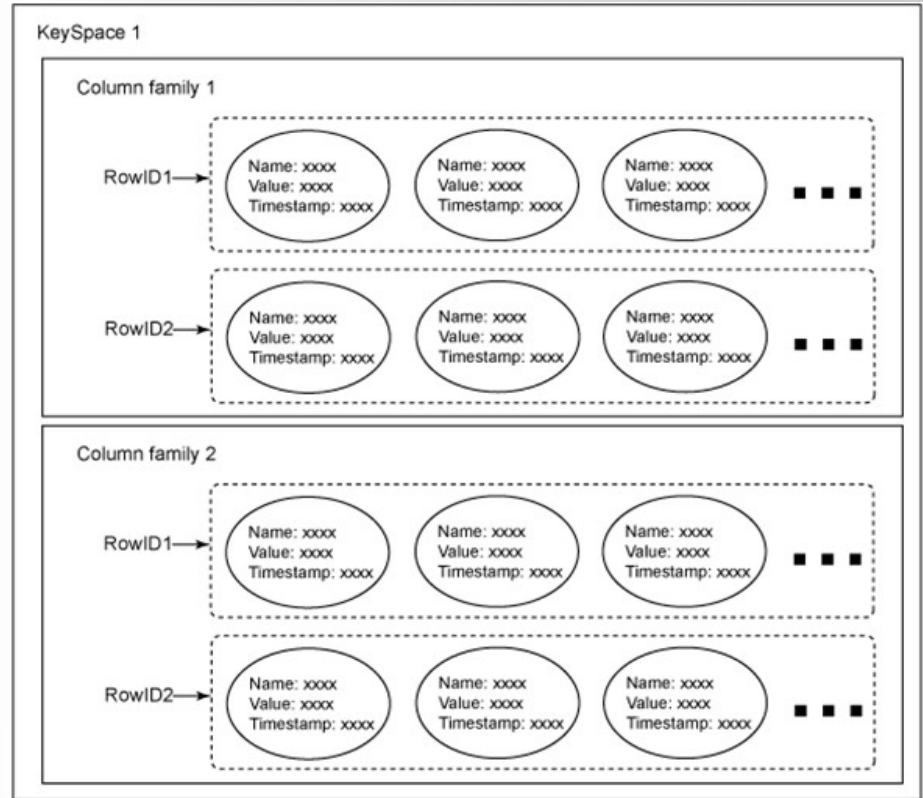 KeySpace 1
Column family 1
RowID1
Name: xxxx
Value: xxxx
Timestamp: xxxx
Name: xxxx
Value: xxxx
Timestamp: xxxx
Name: xxxx
Value: xxxx
Timestamp: xxxx
RowID2
Name: xxxx
Value: xxxx
Timestamp: xxxx
Name: xxxx
Value: xxxx
Timestamp: xxxx
Name: xxxx
Value: xxxx
Timestamp: xxxx
Column family 2
RowID1
Name: xxxx
Value: xxxx
Timestamp: xxxx
Name: xxxx
Value: xxxx
Timestamp: xxxx
Name: xxxx
Value: xxxx
Timestamp: xxxx
RowID2
Name: xxxx
Value: xxxx
Timestamp: xxxx
Name: xxxx
Value: xxxx
Timestamp: xxxx
Name: xxxx
Value: xxxx
Timestamp: xxxx